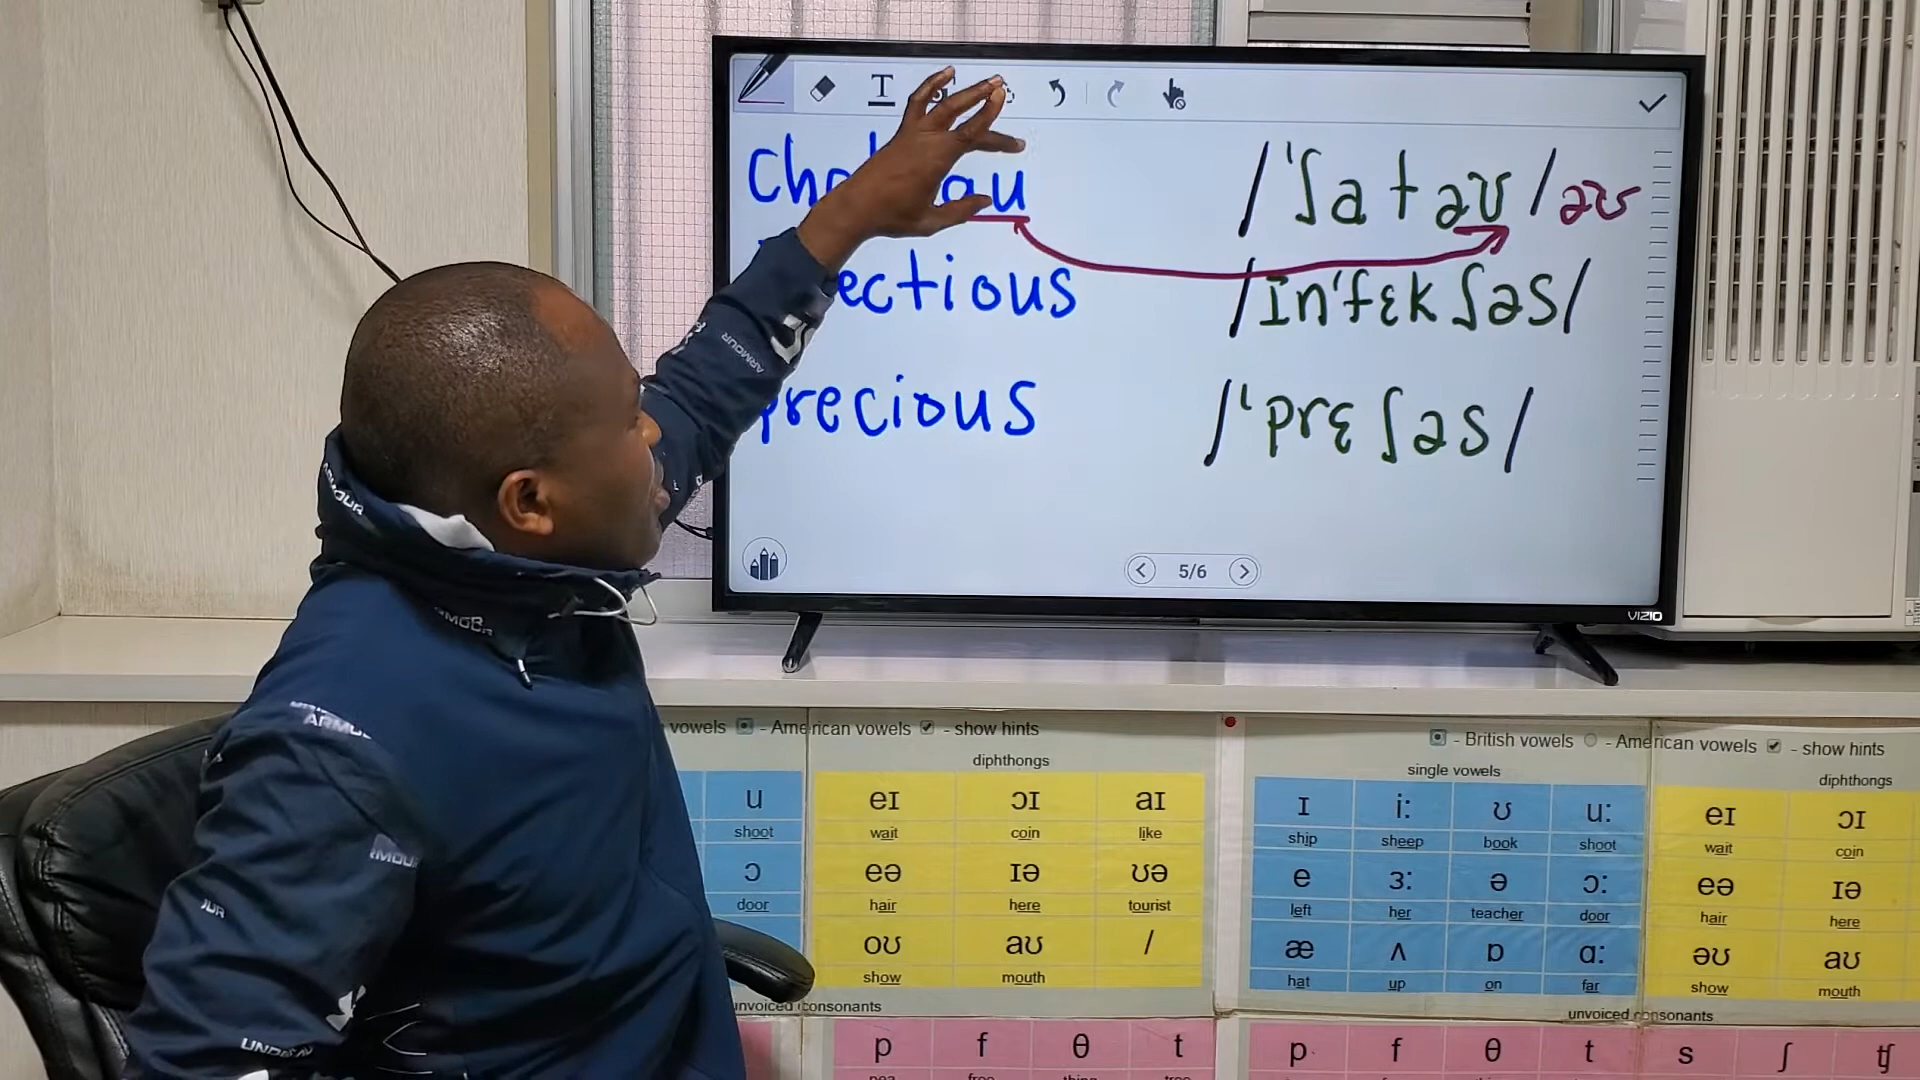 T
/ˈʃatəʊ/ əʊ
/ɪnˈfɛkʃəs/
precious /ˈprɛʃəs/
5/6
VIZIO
ARMOUR
vowels - American vowels - show hints
diphthongs
u eɪ ɔɪ aɪ
shoot wait coin like
ɔ eə ɪə ʊə
door hair here tourist
oʊ aʊ /
show mouth
unvoiced consonants
p f θ t
- British vowels - American vowels - show hints
single vowels diphthongs
ɪ i: ʊ u: eɪ ɔɪ
ship sheep book shoot wait coin
e ɜ: ə ɔ: eə ɪə
left her teacher door hair here
æ ʌ ɒ ɑ: əʊ aʊ
hat up on far show mouth
unvoiced consonants
p f θ t s ʃ ʧ